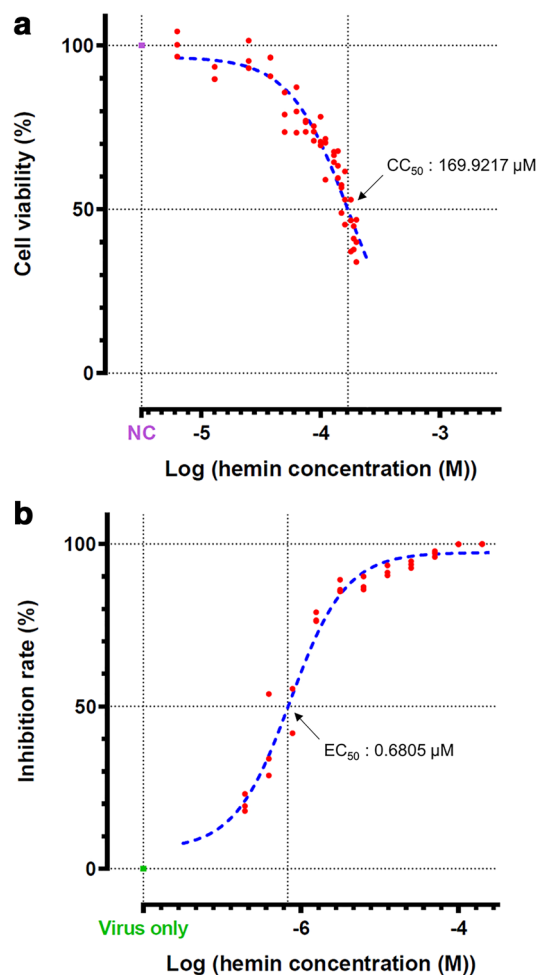 a
100
50
0
Cell viability (%)
CC₅₀ : 169.9217 µM
NC
-5
-4
-3
Log (hemin concentration (M))
b
100
50
0
Inhibition rate (%)
EC₅₀ : 0.6805 µM
Virus only
-6
-4
Log (hemin concentration (M))